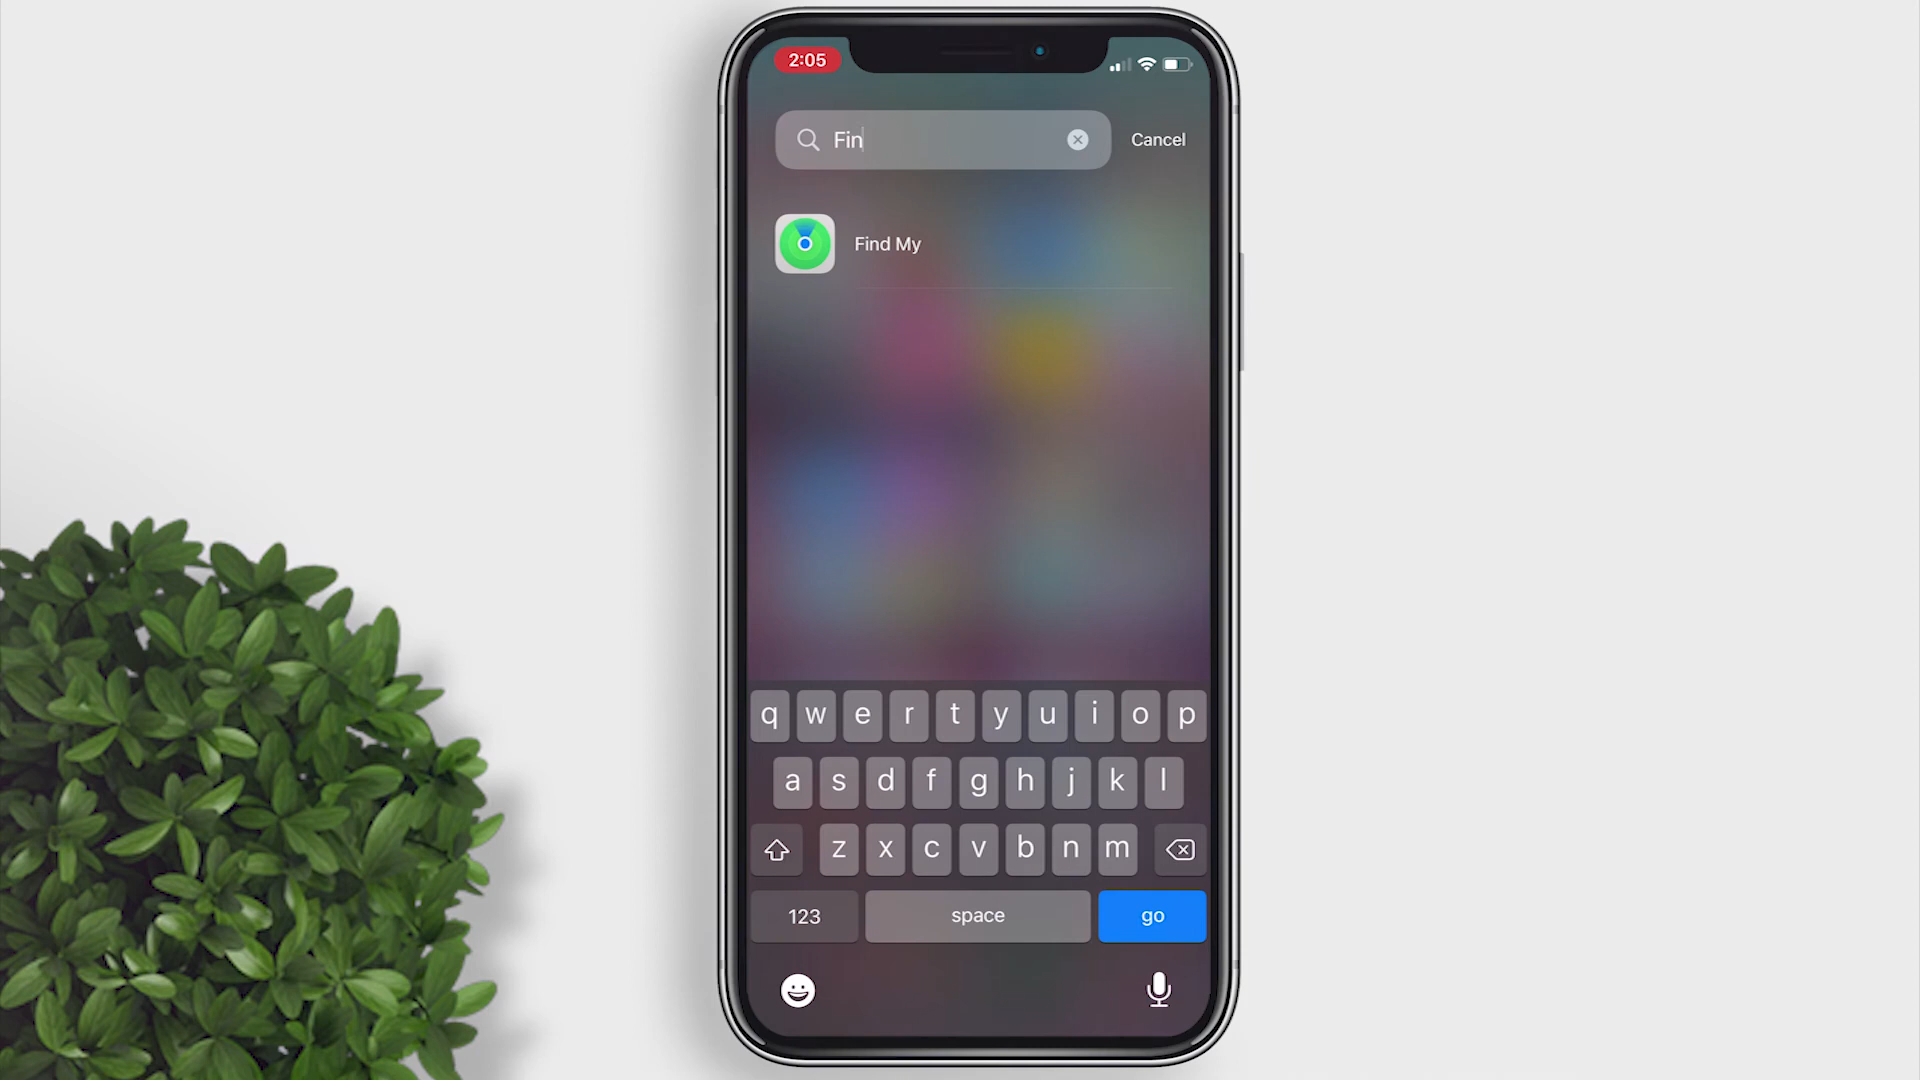 2:05
Fin
Cancel
Find My
q w e r t y u i o p
a s d f g h j k l
z x c v b n m
123 space go